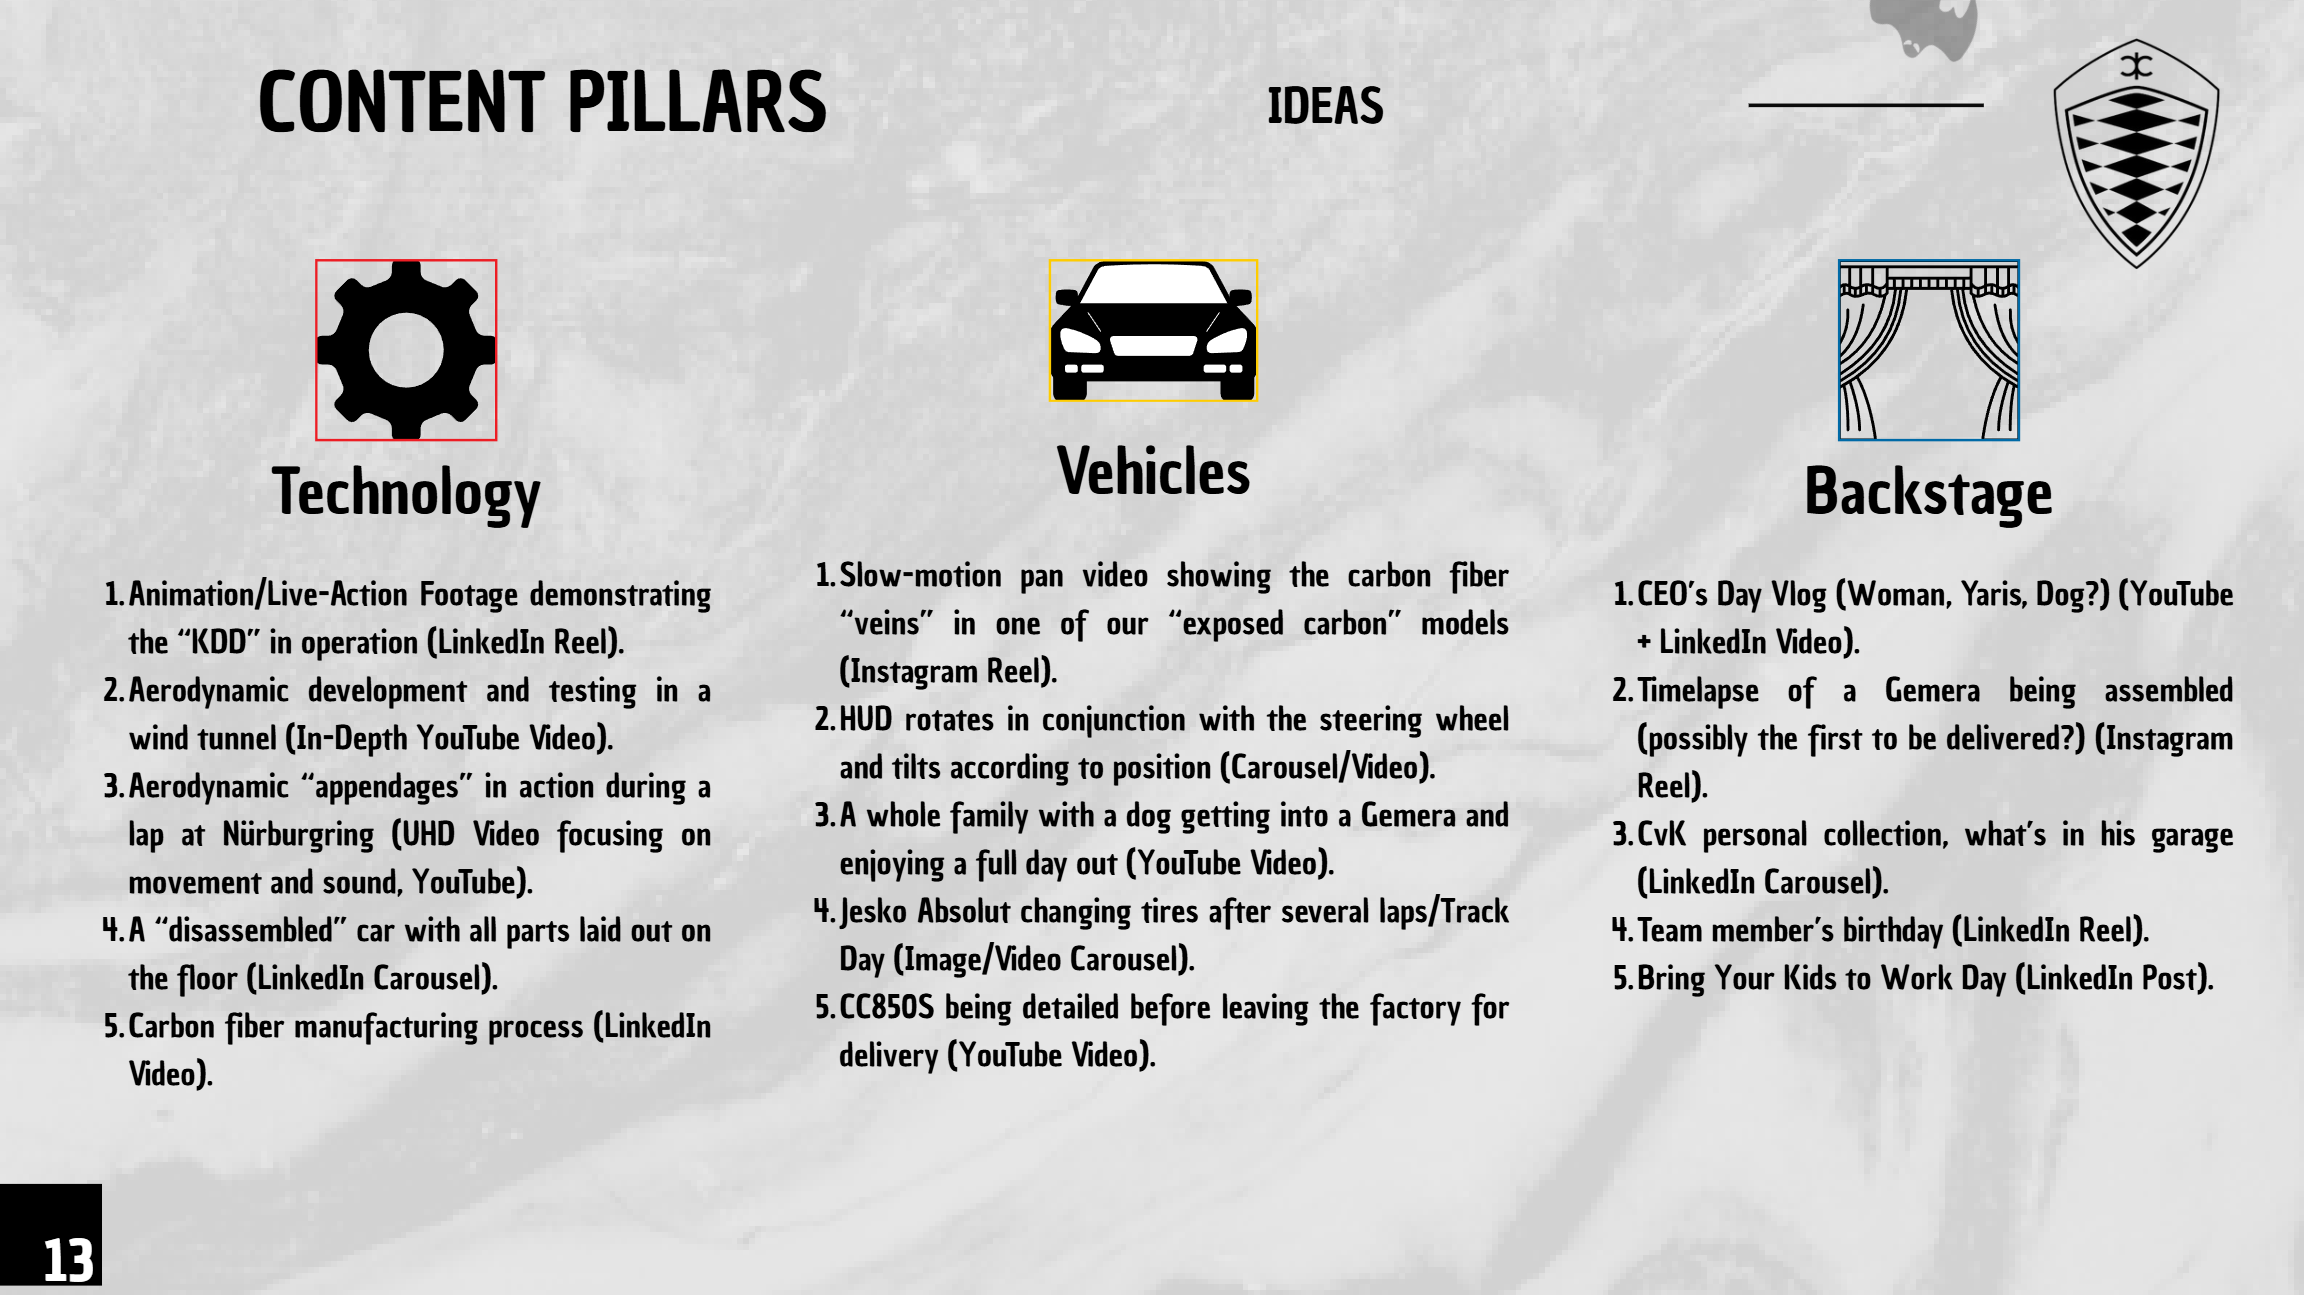 CONTENT PILLARS
IDEAS
Technology
1. Animation/Live-Action Footage demonstrating
the “KDD” in operation (LinkedIn Reel).
2. Aerodynamic development and testing in a
wind tunnel (In-Depth YouTube Video).
3. Aerodynamic “appendages” in action during a
lap at Nürburgring (UHD Video focusing on
movement and sound, YouTube).
4. A “disassembled” car with all parts laid out on
the floor (LinkedIn Carousel).
5. Carbon fiber manufacturing process (LinkedIn
Video).
Vehicles
1. Slow-motion pan video showing the carbon fiber
“veins” in one of our “exposed carbon” models
(Instagram Reel).
2. HUD rotates in conjunction with the steering wheel
and tilts according to position (Carousel/Video).
3. A whole family with a dog getting into a Gemera and
enjoying a full day out (YouTube Video).
4. Jesko Absolut changing tires after several laps/Track
Day (Image/Video Carousel).
5. CC850S being detailed before leaving the factory for
delivery (YouTube Video).
Backstage
1. CEO’s Day Vlog (Woman, Yaris, Dog?) (YouTube
+ LinkedIn Video).
2. Timelapse of a Gemera being assembled
(possibly the first to be delivered?) (Instagram
Reel).
3. CvK personal collection, what’s in his garage
(LinkedIn Carousel).
4. Team member’s birthday (LinkedIn Reel).
5. Bring Your Kids to Work Day (LinkedIn Post).
13